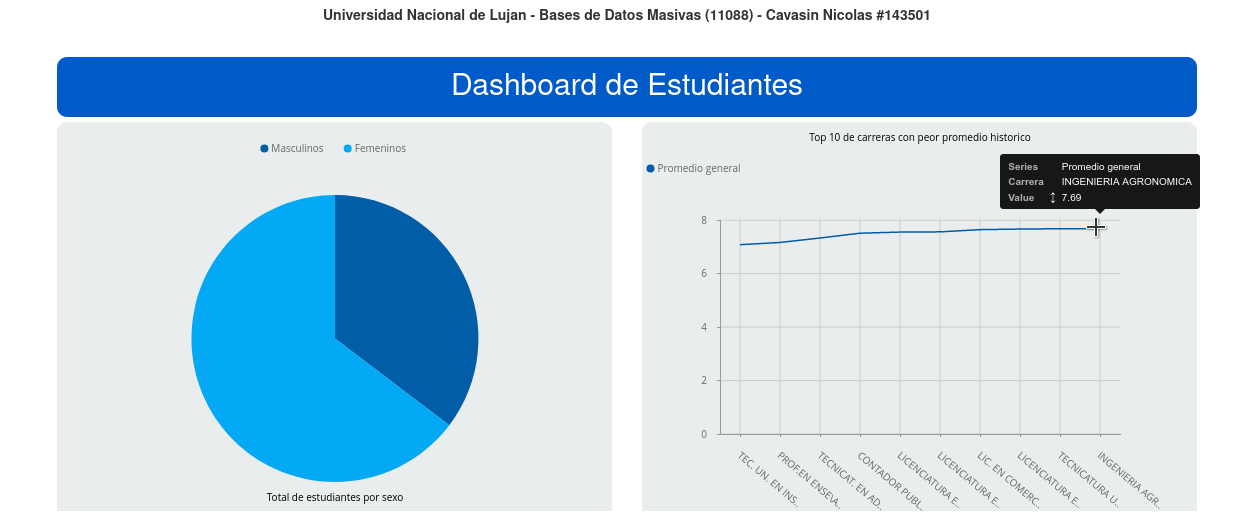 Universidad Nacional de Lujan - Bases de Datos Masivas (11088) - Cavasin Nicolas #143501
Dashboard de Estudiantes
Masculinos
Femeninos
Total de estudiantes por sexo
Top 10 de carreras con peor promedio historico
Promedio general
Series Promedio general
Carrera INGENIERIA AGRONOMICA
Value 7.69
8
6
4
2
0
TEC. UN. EN INS..
PROF.EN ENSE\A..
TECNICAT. EN AD..
CONTADOR PUBL..
LICENCIATURA E..
LICENCIATURA E..
LIC. EN COMERC..
LICENCIATURA E..
TECNICATURA U..
INGENIERIA AGR..